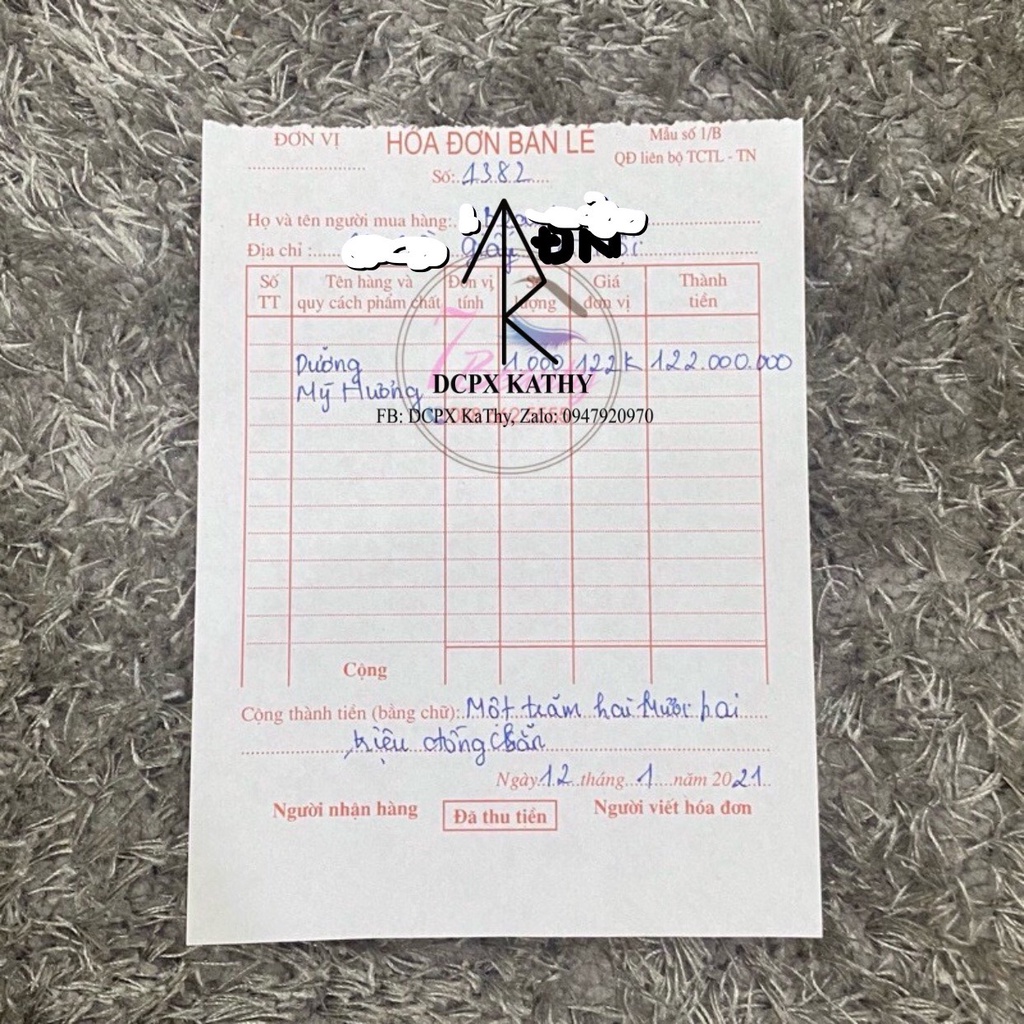 ĐƠN VỊ HÓA ĐƠN BÁN LẺ Mẫu số 1/B
Số: 1382 QĐ liên bộ TCTL - TN
Họ và tên người mua hàng:
Địa chỉ : ĐN
Số TT Tên hàng và quy cách phẩm chất Đơn vị tính lượng Giá đơn vị Thành tiền
Dưỡng 1.000 122K 122.000.000
Mỹ Hương
DCPX KATHY
FB: DCPX KaThy, Zalo: 0947920970
Cộng
Cộng thành tiền (bằng chữ): Một trăm hai mươi hai
triệu đồng chẵn
Ngày 12 tháng 1 năm 2021
Người nhận hàng Đã thu tiền Người viết hóa đơn